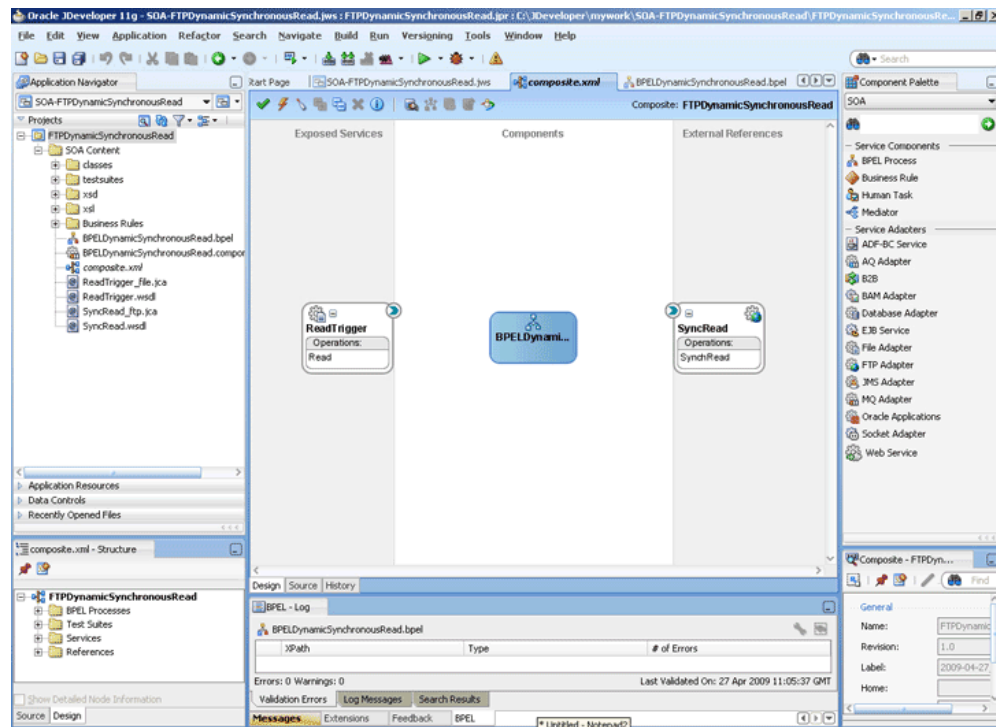 Oracle JDeveloper 11g - SOA-FTPDynamicSynchronousRead.jws : FTPDynamicSynchronousRead.jpr : C:\JDeveloper\mywork\SOA-FTPDynamicSynchronousRead\FTPDynamicSynchronousRe...
File Edit View Application Refactor Search Navigate Build Run Versioning Tools Window Help
Search
Application Navigator
SOA-FTPDynamicSynchronousRead
Projects
FTPDynamicSynchronousRead
SOA Content
classes
testsuites
xsd
xsl
Business Rules
BPELDynamicSynchronousRead.bpel
BPELDynamicSynchronousRead.compor
composite.xml
ReadTrigger_file.jca
ReadTrigger.wsdl
SyncRead_ftp.jca
SyncRead.wsdl
Application Resources
Data Controls
Recently Opened Files
composite.xml - Structure
FTPDynamicSynchronousRead
BPEL Processes
Test Suites
Services
References
Show Detailed Node Information
Source Design
tart Page SOA-FTPDynamicSynchronousRead.jws composite.xml BPELDynamicSynchronousRead.bpel
Composite: FTPDynamicSynchronousRead
Exposed Services Components External References
ReadTrigger
Operations:
Read
BPELDynami...
SyncRead
Operations:
SynchRead
Design Source History
BPEL - Log
BPELDynamicSynchronousRead.bpel
XPath Type # of Errors
Errors: 0 Warnings: 0 Last Validated On: 27 Apr 2009 11:05:37 GMT
Validation Errors Log Messages Search Results
Messages Extensions Feedback BPEL
* Untitled - Notepad2
Component Palette
SOA
Service Components
BPEL Process
Business Rule
Human Task
Mediator
Service Adapters
ADF-BC Service
AQ Adapter
B2B
BAM Adapter
Database Adapter
EJB Service
File Adapter
FTP Adapter
JMS Adapter
MQ Adapter
Oracle Applications
Socket Adapter
Web Service
Composite - FTPDyn...
Find
General
Name: FTPDynamic
Revision: 1.0
Label: 2009-04-27
Home: